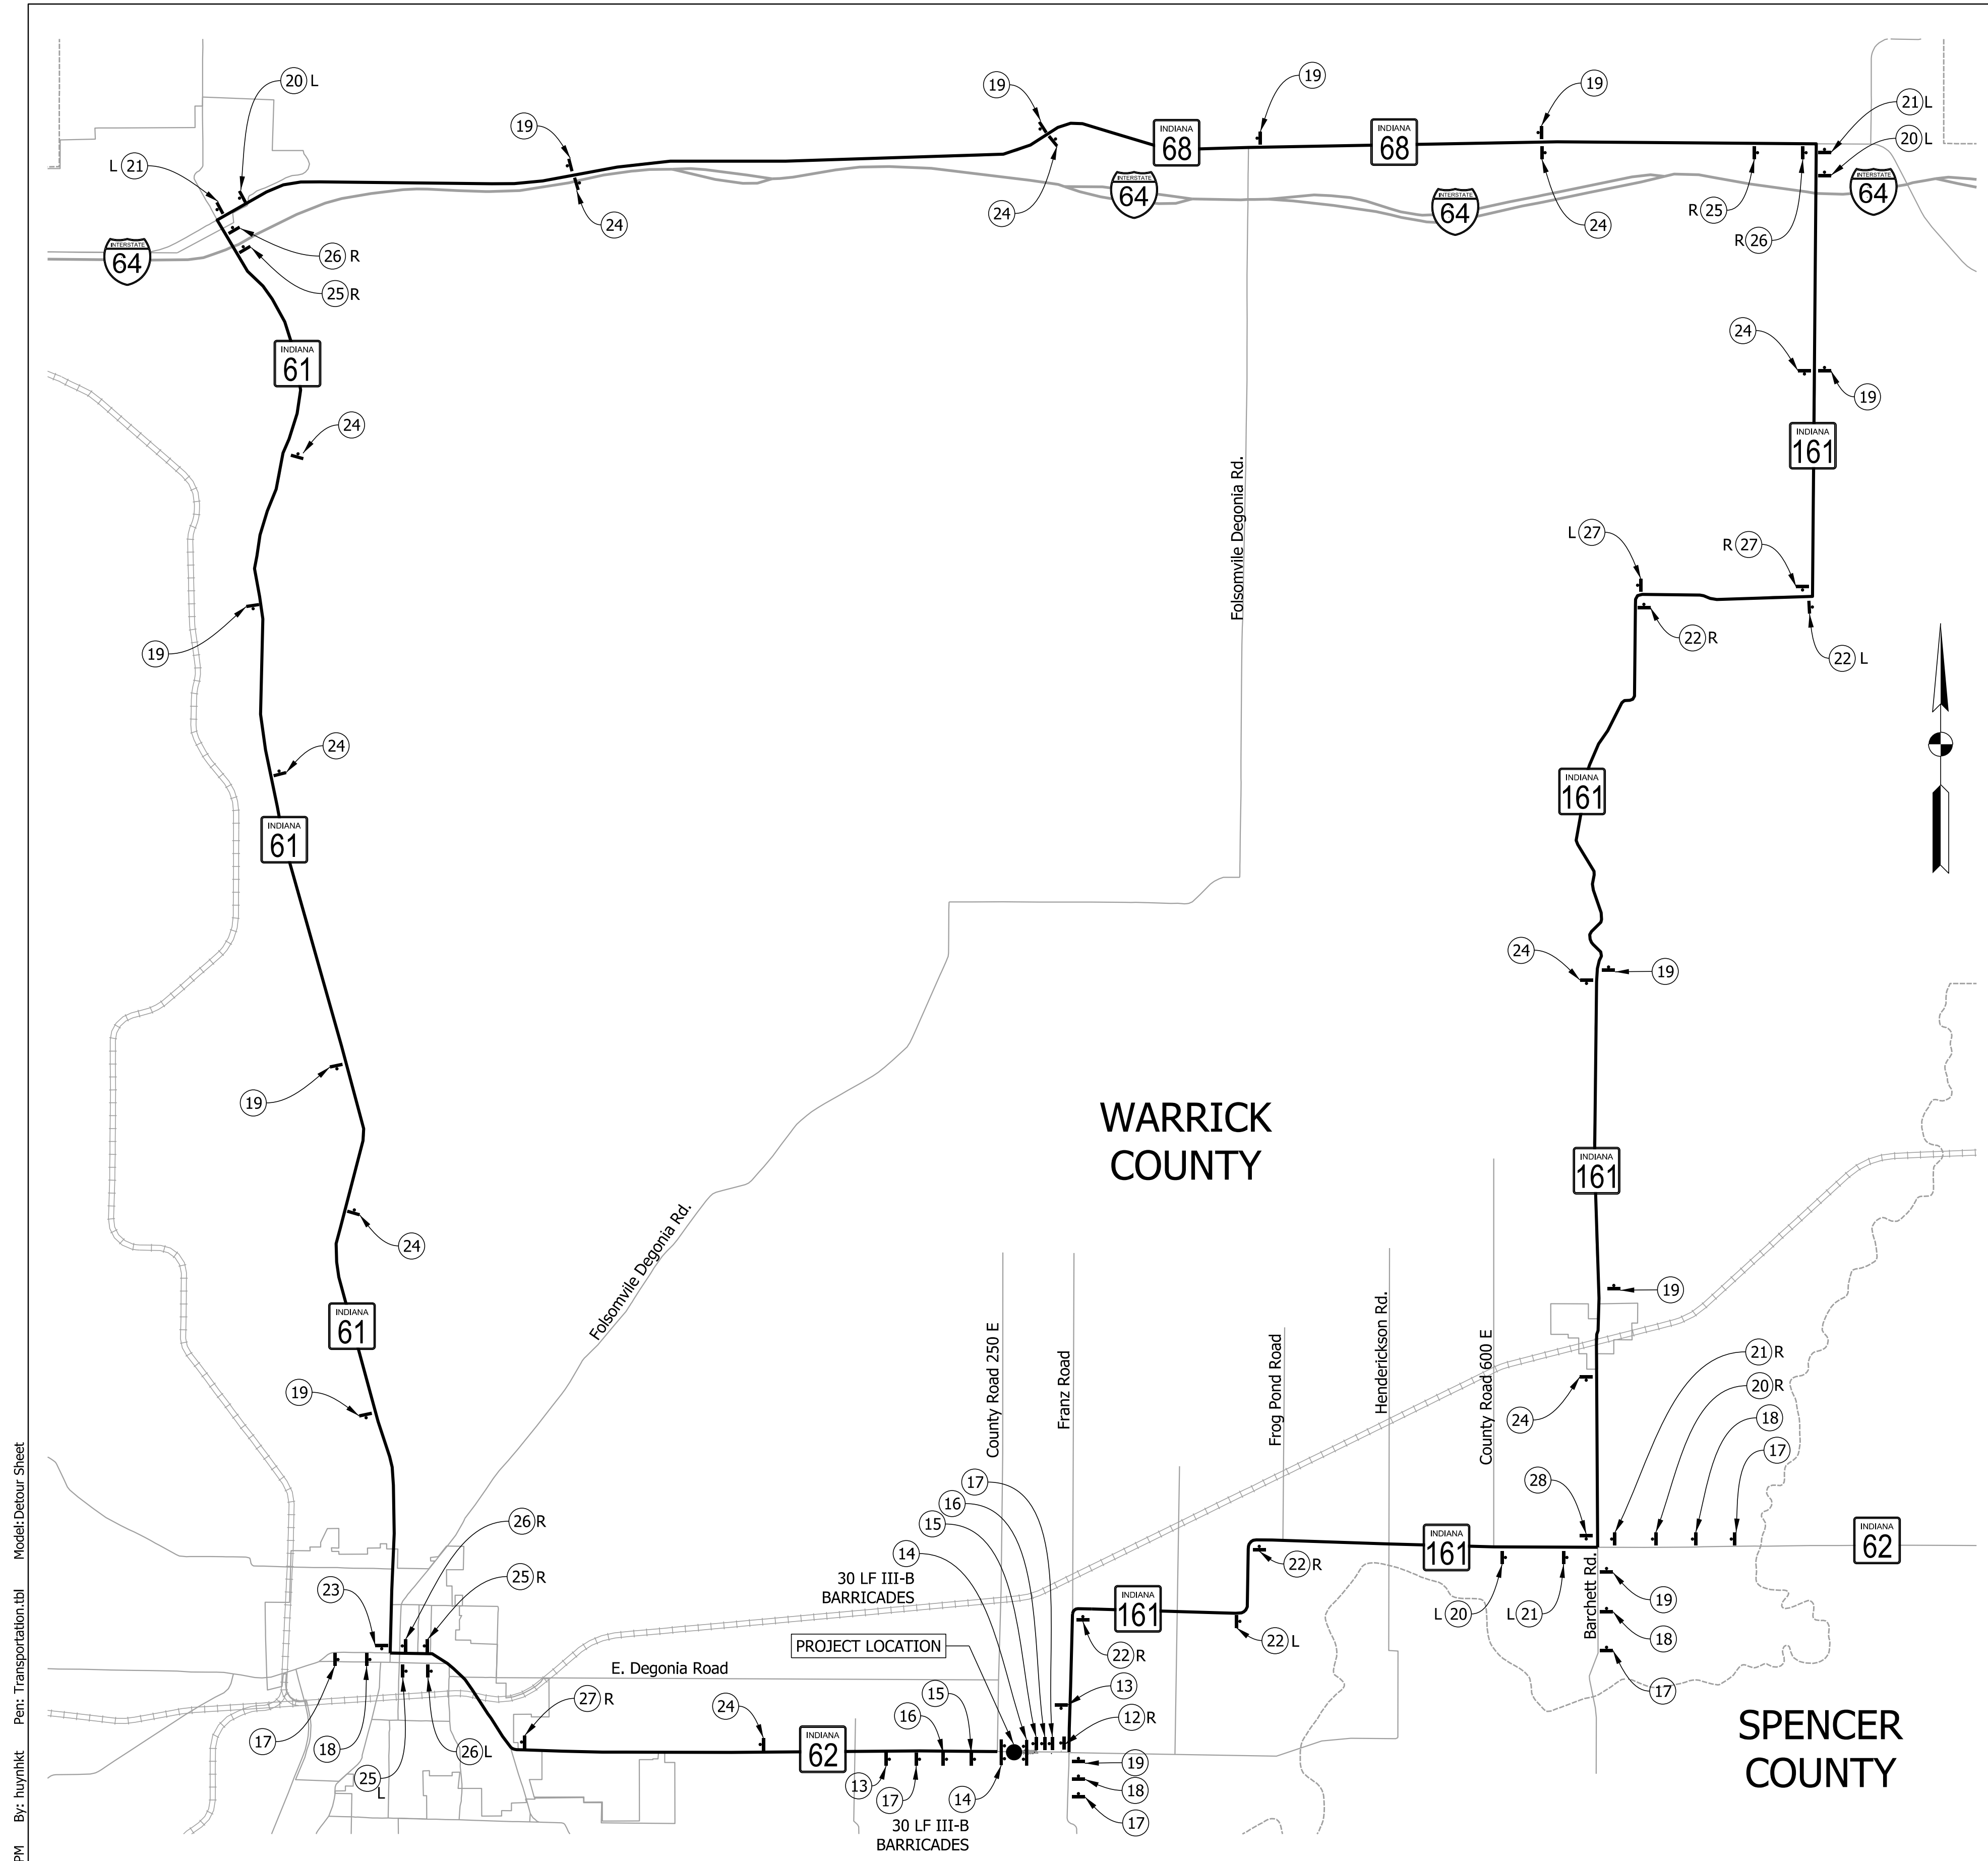 20 L
19
19
19
19
21 L
20 L
L 21
INDIANA
68
INDIANA
68
24
24
24
INTERSTATE
64
INTERSTATE
64
INTERSTATE
64
R 25
R 26
INTERSTATE
64
26 R
25 R
24
19
INDIANA
61
24
INDIANA
161
Folsomvile Degonia Rd.
L 27
R 27
22 R
22 L
19
24
INDIANA
161
INDIANA
61
24
19
19
WARRICK
COUNTY
INDIANA
161
24
Folsomvile Degonia Rd.
19
INDIANA
61
County Road 250 E
Franz Road
Frog Pond Road
Henderickson Rd.
County Road 600 E
21 R
20 R
18
17
19
24
28
17
16
15
14
30 LF III-B
BARRICADES
26 R
25 R
23
INDIANA
161
INDIANA
62
22 R
INDIANA
161
L 20
L 21
Barchett Rd.
19
18
17
PROJECT LOCATION
22 R
22 L
E. Degonia Road
13
12 R
27 R
24
16
15
INDIANA
62
17
18
25
L
26 L
13
17
14
30 LF III-B
BARRICADES
19
18
17
SPENCER
COUNTY
PM By: huynhkt Pen: Transportation.tbl Model: Detour Sheet